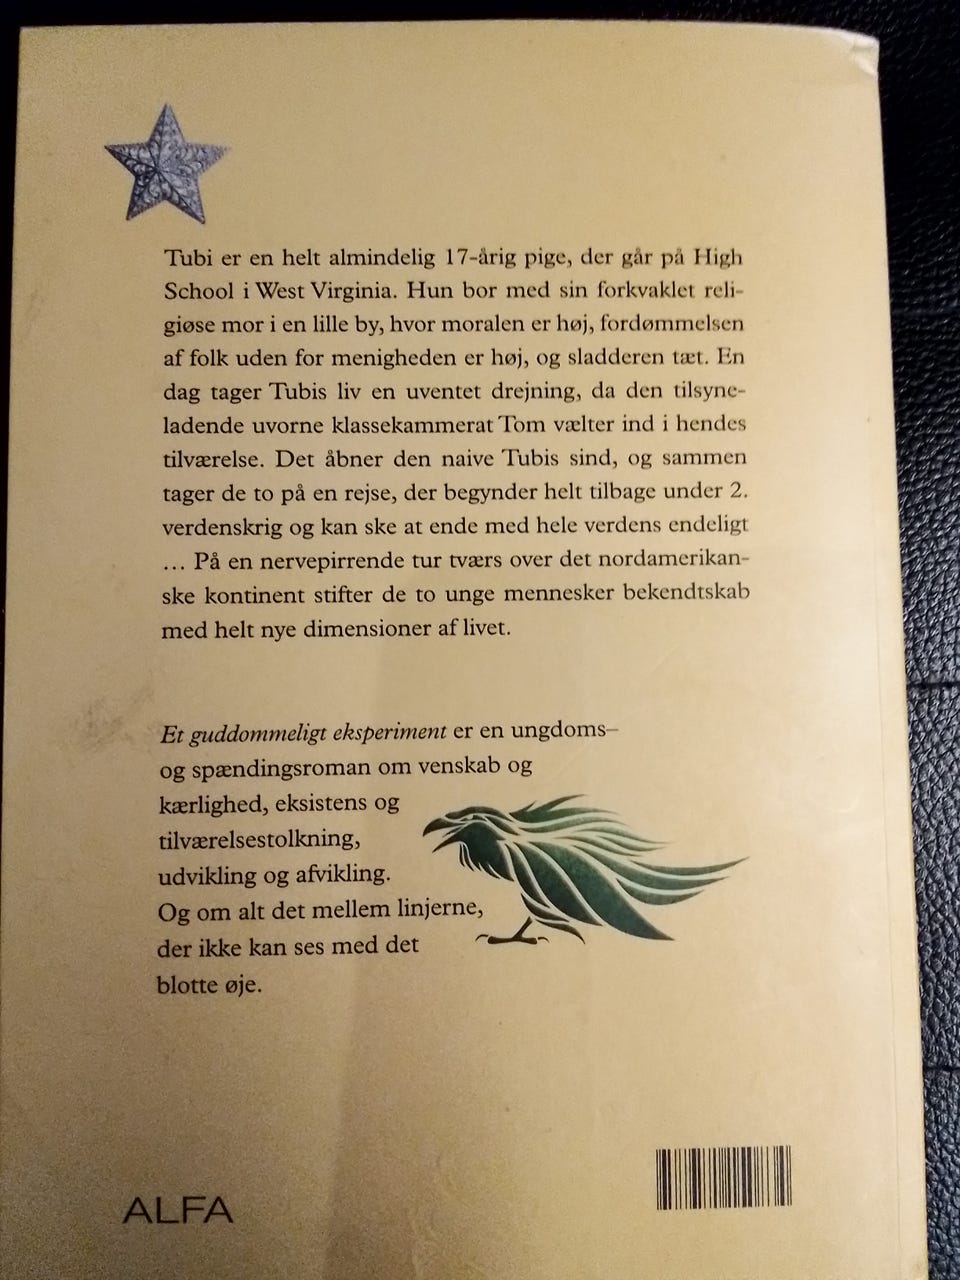 Tubi er en helt almindelig 17-årig pige, der går på High
School i West Virginia. Hun bor med sin forkvaklet reli-
giøse mor i en lille by, hvor moralen er høj, fordømmelsen
af folk uden for menigheden er høj, og sladderen tæt. En
dag tager Tubis liv en uventet drejning, da den tilsyne-
ladende uvorne klassekammerat Tom vælter ind i hendes
tilværelse. Det åbner den naive Tubis sind, og sammen
tager de to på en rejse, der begynder helt tilbage under 2.
verdenskrig og kan ske at ende med hele verdens endeligt
... På en nervepirrende tur tværs over det nordamerikan-
ske kontinent stifter de to unge mennesker bekendtskab
med helt nye dimensioner af livet.
Et guddommeligt eksperiment er en ungdoms–
og spændingsroman om venskab og
kærlighed, eksistens og
tilværelsestolkning,
udvikling og afvikling.
Og om alt det mellem linjerne,
der ikke kan ses med det
blotte øje.
ALFA